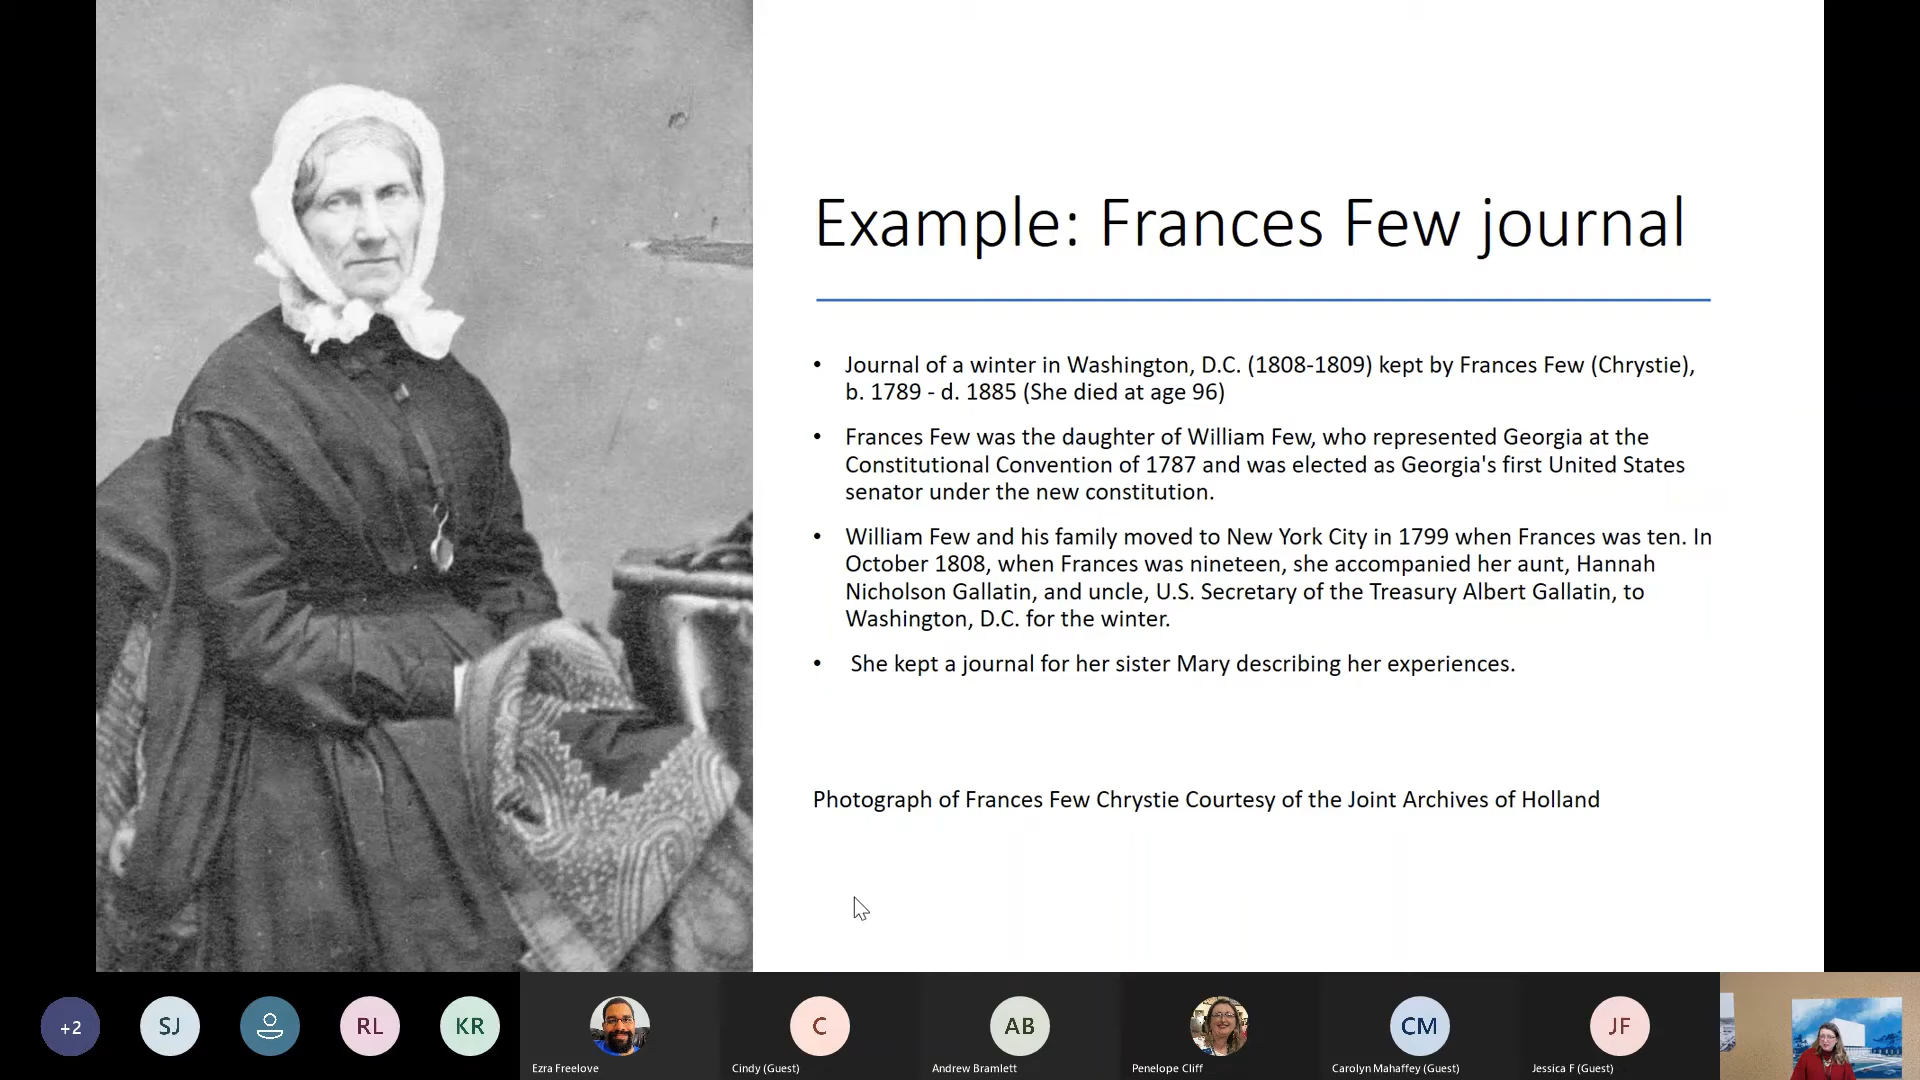 Example: Frances Few journal
• Journal of a winter in Washington, D.C. (1808-1809) kept by Frances Few (Chrystie),
b. 1789 - d. 1885 (She died at age 96)
• Frances Few was the daughter of William Few, who represented Georgia at the
Constitutional Convention of 1787 and was elected as Georgia's first United States
senator under the new constitution.
• William Few and his family moved to New York City in 1799 when Frances was ten. In
October 1808, when Frances was nineteen, she accompanied her aunt, Hannah
Nicholson Gallatin, and uncle, U.S. Secretary of the Treasury Albert Gallatin, to
Washington, D.C. for the winter.
• She kept a journal for her sister Mary describing her experiences.
Photograph of Frances Few Chrystie Courtesy of the Joint Archives of Holland
+2
SJ
RL
KR
C
AB
CM
JF
Ezra Freelove
Cindy (Guest)
Andrew Bramlett
Penelope Cliff
Carolyn Mahaffey (Guest)
Jessica F (Guest)